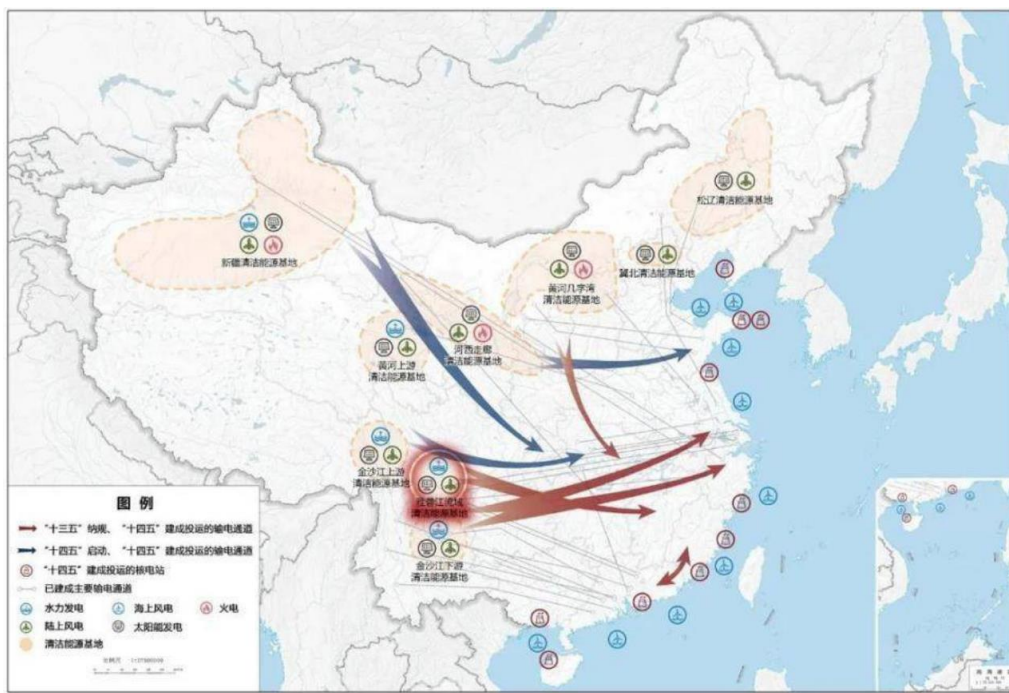 松辽清洁能源基地
新疆清洁能源基地
冀北清洁能源基地
黄河几字湾
清洁能源基地
河西走廊
清洁能源基地
黄河上游
清洁能源基地
金沙江上游
清洁能源基地
雅砻江流域
清洁能源基地
金沙江下游
清洁能源基地
图 例
“十三五”纳规、“十四五”建成投运的输电通道
“十四五”启动、“十四五”建成投运的输电通道
“十四五”建成投运的核电站
已建成主要输电通道
水力发电
海上风电
火电
陆上风电
太阳能发电
清洁能源基地
比例尺